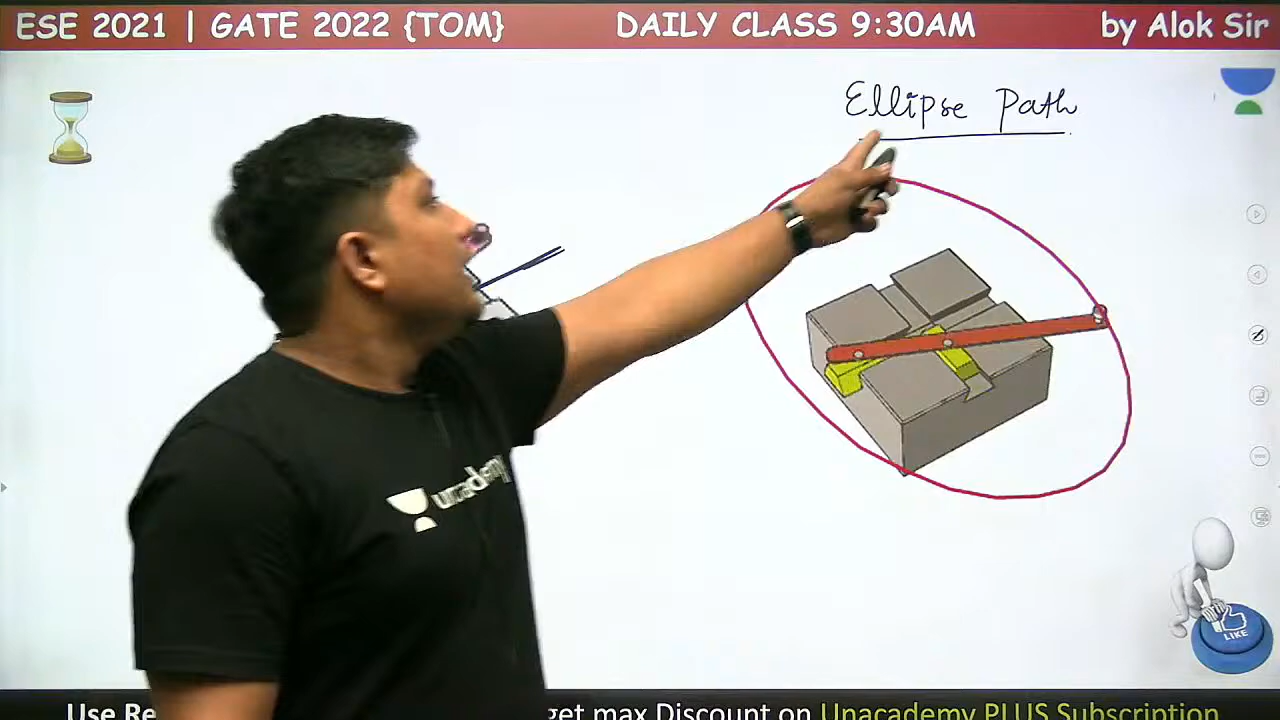 ESE 2021 | GATE 2022 {TOM} DAILY CLASS 9:30AM by Alok Sir
Ellipse Path
unacademy
LIKE
Use Re get max Discount on Unacademy PLUS Subscription